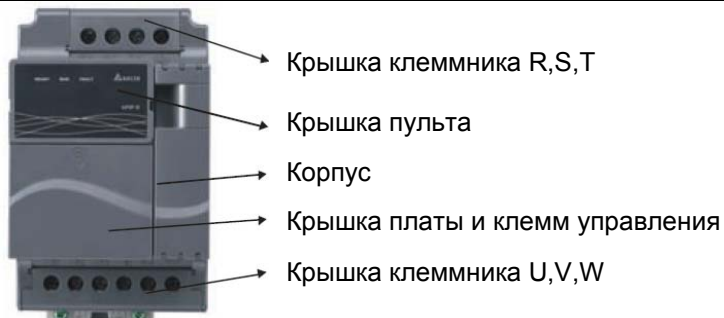 Крышка клеммника R,S,T
Крышка пульта
Корпус
Крышка платы и клемм управления
Крышка клеммника U,V,W